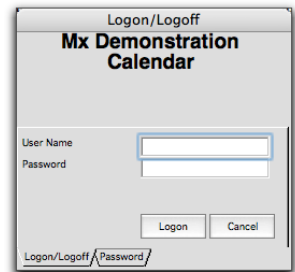 Logon/Logoff
Mx Demonstration
Calendar
User Name
Password
Logon Cancel
Logon/Logoff Password